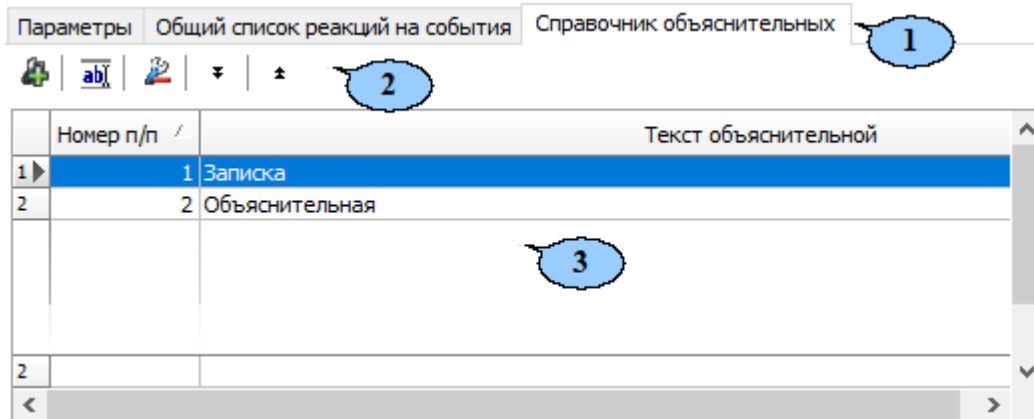 Параметры Общий список реакций на события Справочник объяснительных 1
abI 2
Номер п/п Текст объяснительной
1 1 Записка
2 2 Объяснительная
3
2